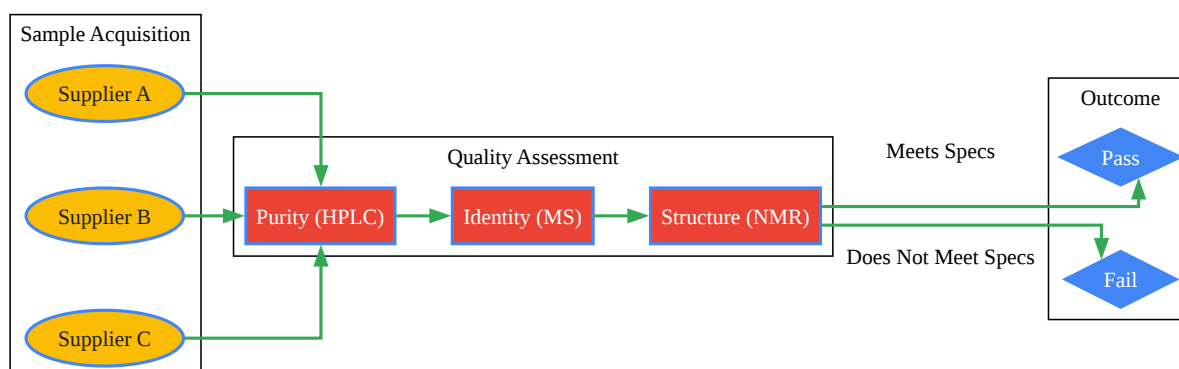 Sample Acquisition
Supplier A
Supplier B
Supplier C
Quality Assessment
Purity (HPLC)
Identity (MS)
Structure (NMR)
Meets Specs
Does Not Meet Specs
Outcome
Pass
Fail